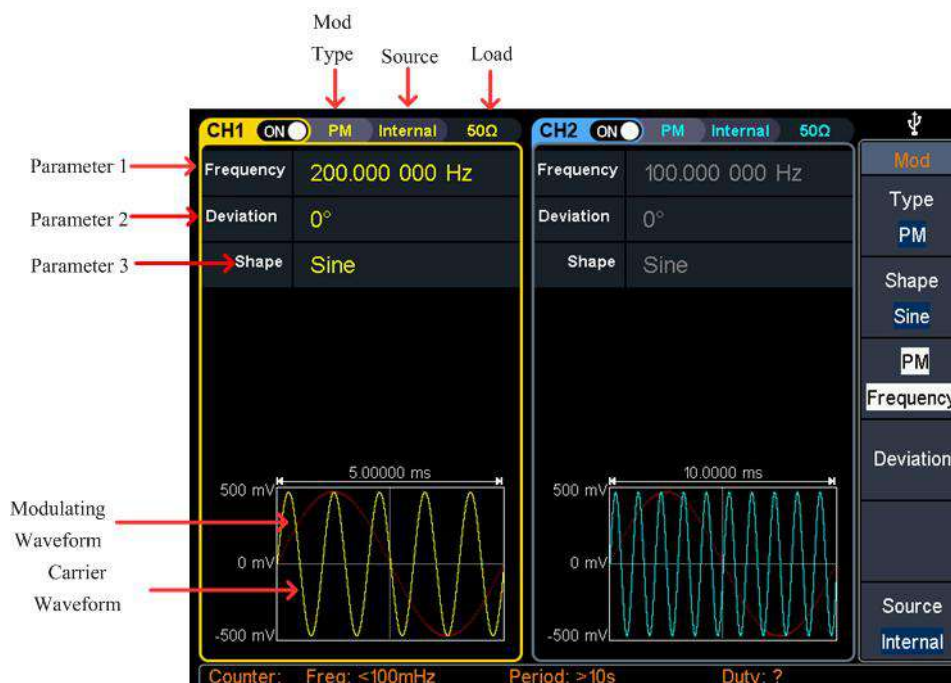 Mod
Type
Source
Load
CH1 ON PM Internal 50Ω
CH2 ON PM Internal 50Ω
Parameter 1
Frequency 200.000 000 Hz
Frequency 100.000 000 Hz
Mod
Parameter 2
Deviation 0°
Deviation 0°
Type
PM
Parameter 3
Shape Sine
Shape Sine
Shape
Sine
PM
Frequency
Deviation
5.00000 ms
500 mV
0 mV
-500 mV
10.0000 ms
500 mV
0 mV
-500 mV
Modulating
Waveform
Carrier
Waveform
Source
Internal
Counter: Freq: <100mHz Period: >10s Duty: ?